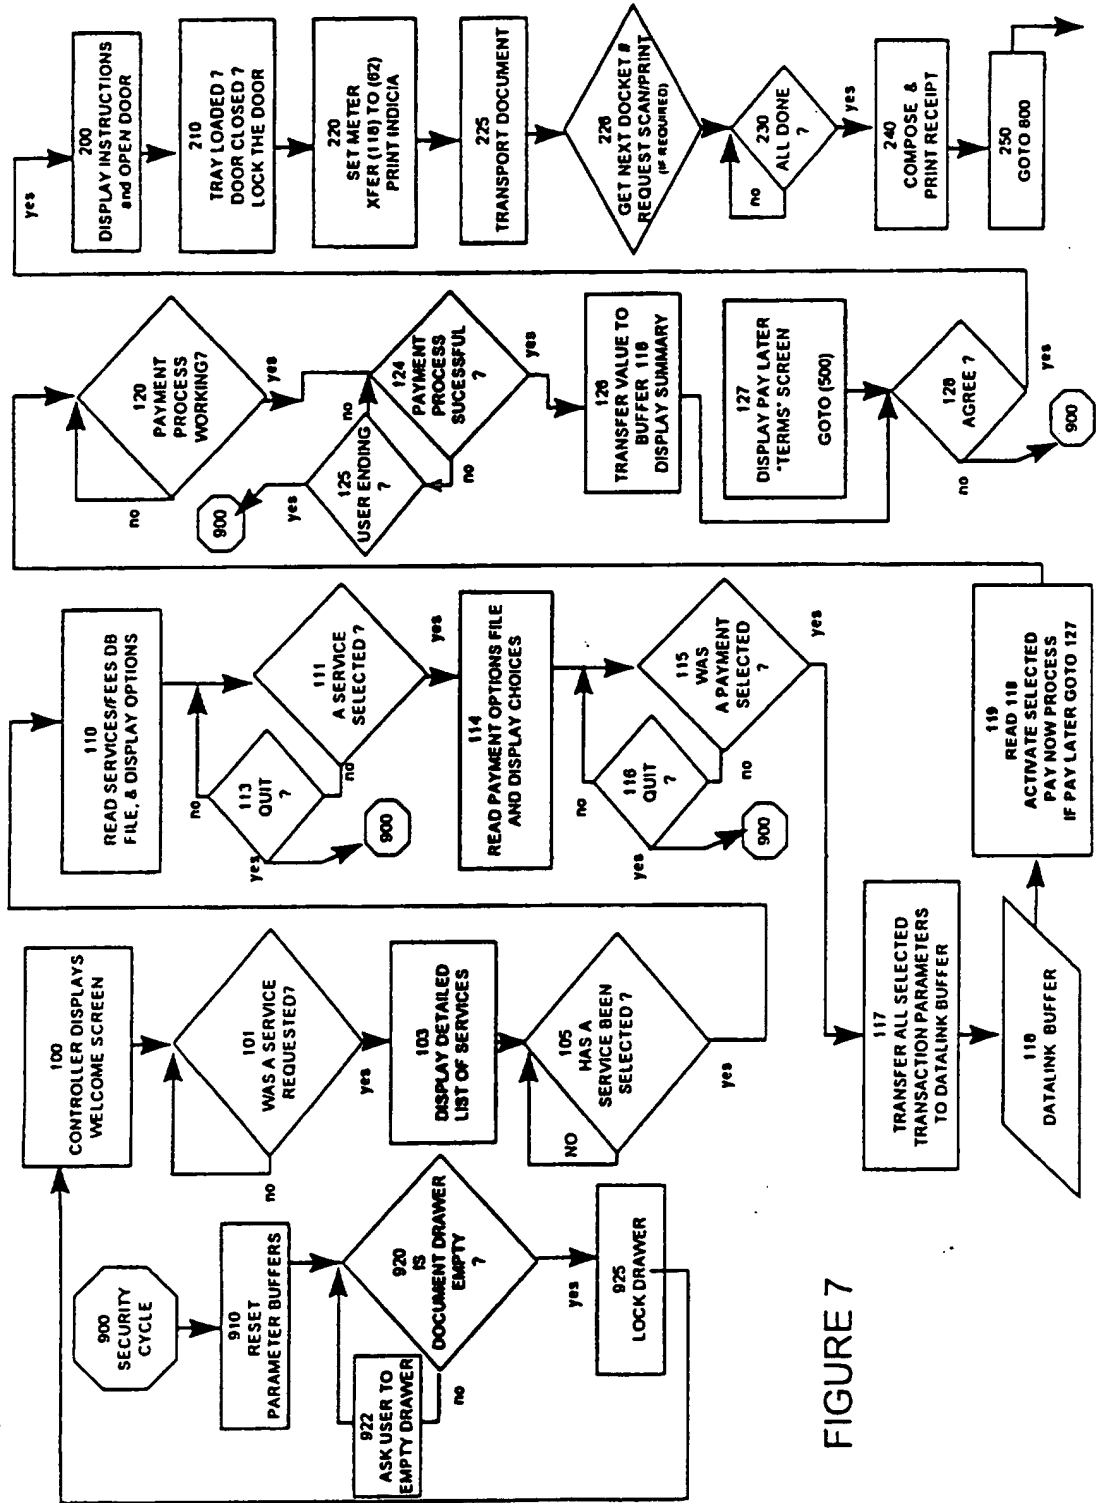 900
SECURITY
CYCLE
910
RESET
PARAMETER BUFFERS
920
IS
DOCUMENT DRAWER
EMPTY
?
no
922
ASK USER TO
EMPTY DRAWER
yes
925
LOCK DRAWER
100
CONTROLLER DISPLAYS
WELCOME SCREEN
101
WAS A SERVICE
REQUESTED?
no
yes
103
DISPLAY DETAILED
LIST OF SERVICES
105
HAS A
SERVICE BEEN
SELECTED ?
NO
yes
110
READ SERVICES/FEES DB
FILE, & DISPLAY OPTIONS
111
A SERVICE
SELECTED ?
no
113
QUIT
?
no
yes
900
yes
114
READ PAYMENT OPTIONS FILE
AND DISPLAY CHOICES
115
WAS
A PAYMENT
SELECTED
?
no
116
QUIT
?
no
yes
900
yes
117
TRANSFER ALL SELECTED
TRANSACTION PARAMETERS
TO DATALINK BUFFER
118
DATALINK BUFFER
119
READ 118
ACTIVATE SELECTED
PAY NOW PROCESS
IF PAY LATER GOTO 127
120
PAYMENT
PROCESS
WORKING?
no
yes
124
PAYMENT
PROCESS
SUCESSFUL
?
no
125
USER ENDING
?
no
yes
900
yes
126
TRANSFER VALUE TO
BUFFER 118
DISPLAY SUMMARY
127
DISPLAY PAY LATER
"TERMS" SCREEN
GOTO (500)
128
AGREE ?
no
900
yes
yes
200
DISPLAY INSTRUCTIONS
and OPEN DOOR
210
TRAY LOADED ?
DOOR CLOSED ?
LOCK THE DOOR
220
SET METER
XFER (118) TO (62)
PRINT INDICIA
225
TRANSPORT DOCUMENT
226
GET NEXT DOCKET #
REQUEST SCAN/PRINT
(IF REQUIRED)
230
ALL DONE
?
no
yes
240
COMPOSE &
PRINT RECEIPT
250
GOTO 800
FIGURE 7